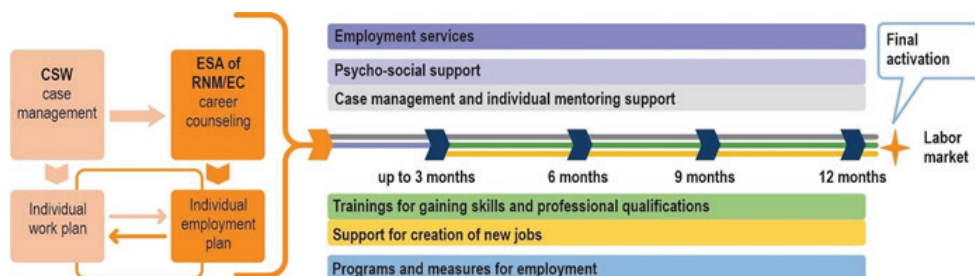 CSW
case
management
ESA of
RNM/EC
career
counseling
Individual
work plan
Individual
employment
plan
Employment services
Psycho-social support
Case management and individual mentoring support
up to 3 months
6 months
9 months
12 months
Trainings for gaining skills and professional qualifications
Support for creation of new jobs
Programs and measures for employment
Final
activation
Labor
market